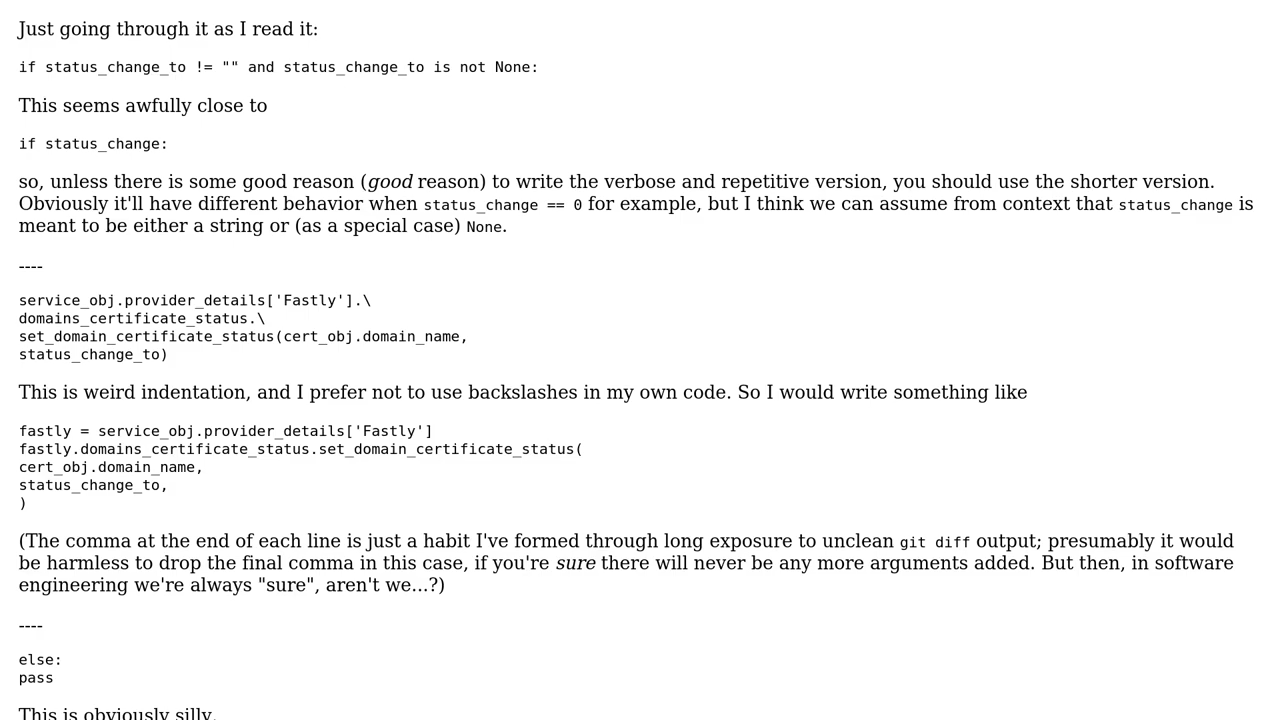 Just going through it as I read it:
if status_change_to != "" and status_change_to is not None:
This seems awfully close to
if status_change:
so, unless there is some good reason (good reason) to write the verbose and repetitive version, you should use the shorter version.
Obviously it'll have different behavior when status_change == 0 for example, but I think we can assume from context that status_change is
meant to be either a string or (as a special case) None.
----
service_obj.provider_details['Fastly'].\
domains_certificate_status.\
set_domain_certificate_status(cert_obj.domain_name,
status_change_to)
This is weird indentation, and I prefer not to use backslashes in my own code. So I would write something like
fastly = service_obj.provider_details['Fastly']
fastly.domains_certificate_status.set_domain_certificate_status(
cert_obj.domain_name,
status_change_to,
)
(The comma at the end of each line is just a habit I've formed through long exposure to unclean git diff output; presumably it would
be harmless to drop the final comma in this case, if you're sure there will never be any more arguments added. But then, in software
engineering we're always "sure", aren't we...?)
----
else:
pass
This is obviously silly.